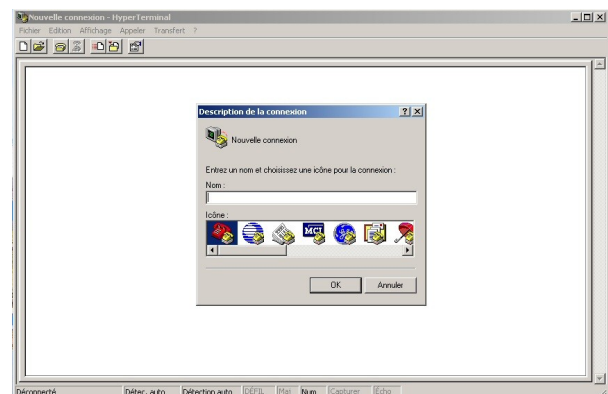 Nouvelle connexion - HyperTerminal
Fichier Edition Affichage Appeler Transfert ?
Description de la connexion
Nouvelle connexion
Entrez un nom et choisissez une icône pour la connexion :
Nom :
Icône :
MCI
OK Annuler
Déconnecté Détec. auto Détection auto DÉFIL Maj Num Capturer Écho